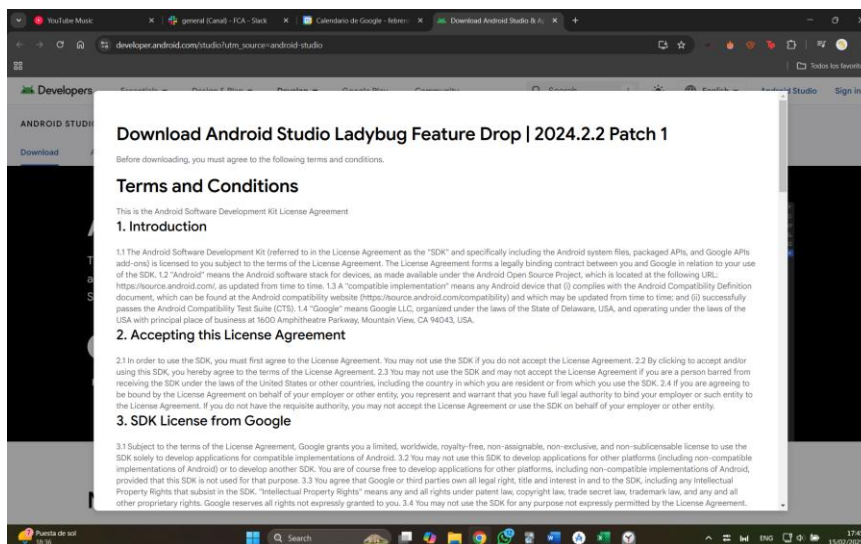 YouTube Music
general (Canal) - FCA - Slack
Calendario de Google - febrer
Download Android Studio & Ap
developer.android.com/studio?utm_source=android-studio
Todos los favorit
Developers
Google Play
Community
Search
English
Android Studio
Sign in
ANDROID STUDI
Download
Download Android Studio Ladybug Feature Drop | 2024.2.2 Patch 1
Before downloading, you must agree to the following terms and conditions.
Terms and Conditions
This is the Android Software Development Kit License Agreement
1. Introduction
1.1 The Android Software Development Kit (referred to in the License Agreement as the "SDK" and specifically including the Android system files, packaged APIs, and Google APIs
add-ons) is licensed to you subject to the terms of the License Agreement. The License Agreement forms a legally binding contract between you and Google in relation to your use
of the SDK. 1.2 "Android" means the Android software stack for devices, as made available under the Android Open Source Project, which is located at the following URL:
https://source.android.com/, as updated from time to time. 1.3 A "compatible implementation" means any Android device that (i) complies with the Android Compatibility Definition
document, which can be found at the Android compatibility website (https://source.android.com/compatibility) and which may be updated from time to time; and (ii) successfully
passes the Android Compatibility Test Suite (CTS). 1.4 "Google" means Google LLC, organized under the laws of the State of Delaware, USA, and operating under the laws of the
USA with principal place of business at 1600 Amphitheatre Parkway, Mountain View, CA 94043, USA.
2. Accepting this License Agreement
2.1 In order to use the SDK, you must first agree to the License Agreement. You may not use the SDK if you do not accept the License Agreement. 2.2 By clicking to accept and/or
using this SDK, you hereby agree to the terms of the License Agreement. 2.3 You may not use the SDK and may not accept the License Agreement if you are a person barred from
receiving the SDK under the laws of the United States or other countries, including the country in which you are resident or from which you use the SDK. 2.4 If you are agreeing to
be bound by the License Agreement on behalf of your employer or other entity, you represent and warrant that you have full legal authority to bind your employer or such entity to
the License Agreement. If you do not have the requisite authority, you may not accept the License Agreement or use the SDK on behalf of your employer or other entity.
3. SDK License from Google
3.1 Subject to the terms of the License Agreement, Google grants you a limited, worldwide, royalty-free, non-assignable, non-exclusive, and non-sublicensable license to use the
SDK solely to develop applications for compatible implementations of Android. 3.2 You may not use this SDK to develop applications for other platforms (including non-compatible
implementations of Android) or to develop another SDK. You are of course free to develop applications for other platforms, including non-compatible implementations of Android,
provided that this SDK is not used for that purpose. 3.3 You agree that Google or third parties own all legal right, title and interest in and to the SDK, including any Intellectual
Property Rights that subsist in the SDK. "Intellectual Property Rights" means any and all rights under patent law, copyright law, trade secret law, trademark law, and any and all
other proprietary rights. Google reserves all rights not expressly granted to you. 3.4 You may not use the SDK for any purpose not expressly permitted by the License Agreement.
Puesta de sol
18:36
Search
ENG
17:4
15/02/202